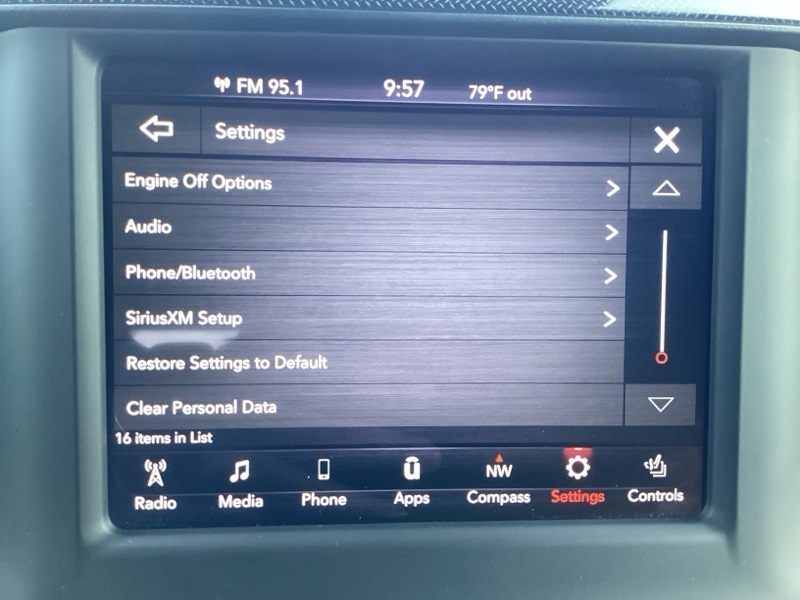 FM 95.1 9:57 79°F out
Settings
Engine Off Options
Audio
Phone/Bluetooth
SiriusXM Setup
Restore Settings to Default
Clear Personal Data
16 items in List
NW
Radio Media Phone Apps Compass Settings Controls